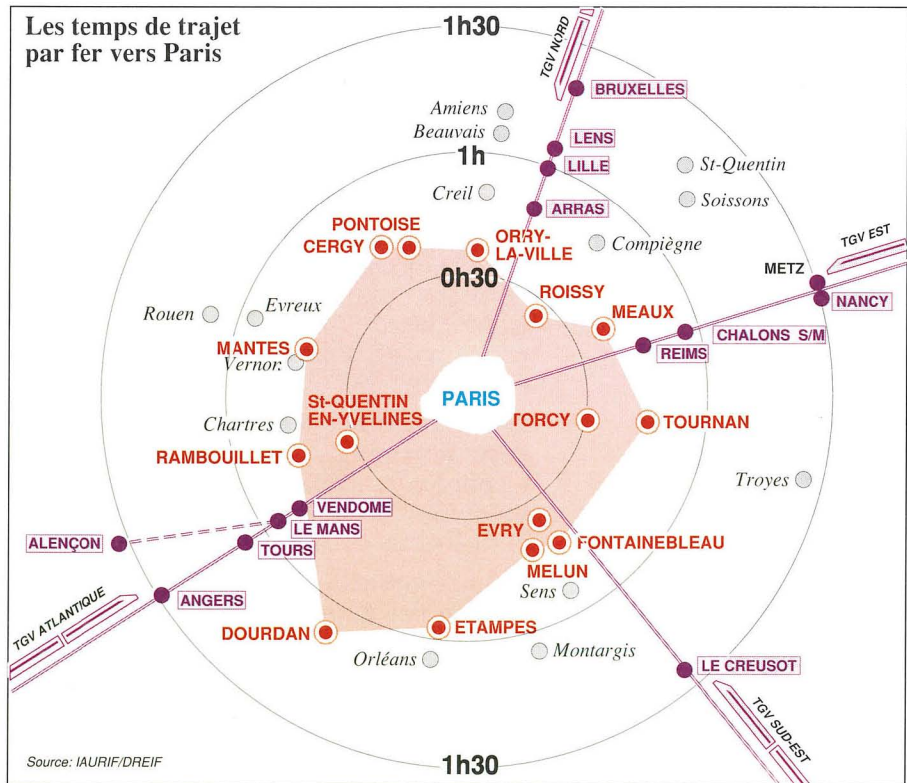 Les temps de trajet
par fer vers Paris
1h30
TGV NORD
BRUXELLES
Amiens
Beauvais
LENS
1h
LILLE
St-Quentin
Creil
Soissons
ARRAS
PONTOISE
CERGY
ORRY-
LA-VILLE
Compiègne
TGV EST
METZ
0h30
NANCY
ROISSY
MEAUX
Rouen
Evreux
CHALONS S/M
REIMS
MANTES
Vernon
PARIS
St-QUENTIN
EN-YVELINES
Chartres
TORCY
TOURNAN
RAMBOUILLET
Troyes
VENDOME
LE MANS
EVRY
ALENÇON
TOURS
FONTAINEBLEAU
MELUN
Sens
ANGERS
TGV ATLANTIQUE
DOURDAN
ETAMPES
Orléans
Montargis
LE CREUSOT
TGV SUD-EST
Source: IAURIF/DREIF
1h30